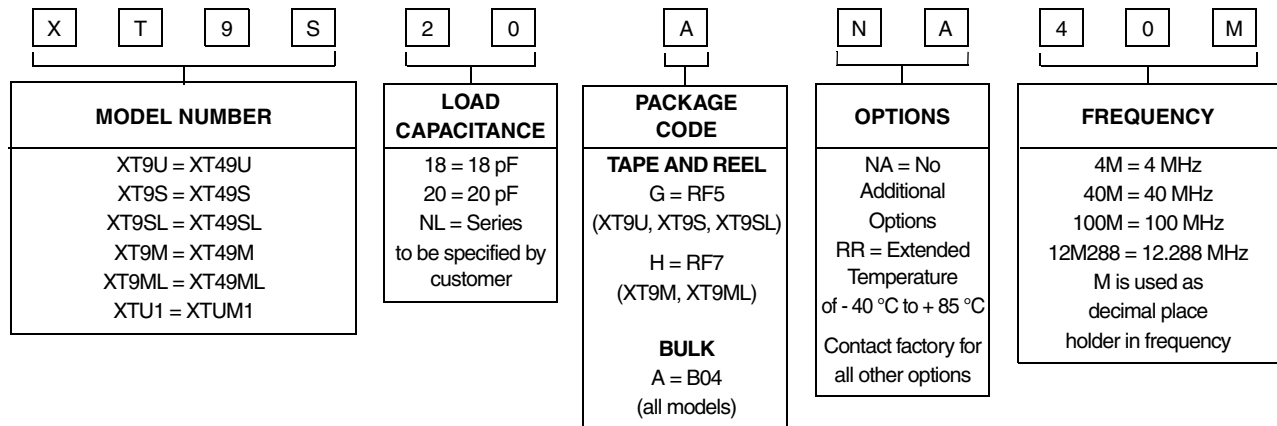 X T 9 S 2 0 A N A 4 0 M
MODEL NUMBER
XT9U = XT49U
XT9S = XT49S
XT9SL = XT49SL
XT9M = XT49M
XT9ML = XT49ML
XTU1 = XTUM1
LOAD
CAPACITANCE
18 = 18 pF
20 = 20 pF
NL = Series
to be specified by
customer
PACKAGE
CODE
TAPE AND REEL
G = RF5
(XT9U, XT9S, XT9SL)
H = RF7
(XT9M, XT9ML)
BULK
A = B04
(all models)
OPTIONS
NA = No
Additional
Options
RR = Extended
Temperature
of - 40 °C to + 85 °C
Contact factory for
all other options
FREQUENCY
4M = 4 MHz
40M = 40 MHz
100M = 100 MHz
12M288 = 12.288 MHz
M is used as
decimal place
holder in frequency